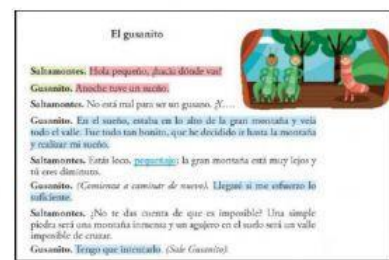 El gusanito
Saltamontes. Hola pequeño, ¿hacia dónde vas?
Gusanito. Anoche tuve un sueño.
Saltamontes. No está mal para ser un gusano. ¿Y….
Gusanito. En el sueño, estaba en lo alto de la gran montaña y veía
todo el valle. Fue todo tan bonito, que he decidido ir hasta la montaña
y realizar mi sueño.
Saltamontes. Estás loco, pequeñajo: la gran montaña está muy lejos y
tú eres diminuto.
Gusanito. (Comienza a caminar de nuevo). Llegaré si me esfuerzo lo
suficiente.
Saltamontes. ¿No te das cuenta de que es imposible? Una simple
piedra será una montaña inmensa y un agujero en el suelo será un valle
imposible de cruzar.
Gusanito. Tengo que intentarlo. (Sale Gusanito).